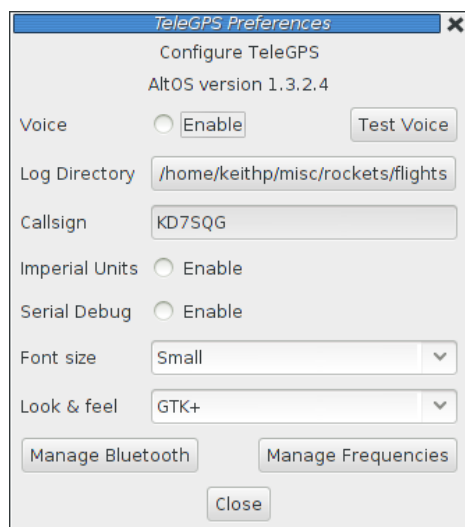 TeleGPS Preferences
Configure TeleGPS
AltOS version 1.3.2.4
Voice Enable Test Voice
Log Directory /home/keithp/misc/rockets/flights
Callsign KD7SQG
Imperial Units Enable
Serial Debug Enable
Font size Small
Look & feel GTK+
Manage Bluetooth Manage Frequencies
Close